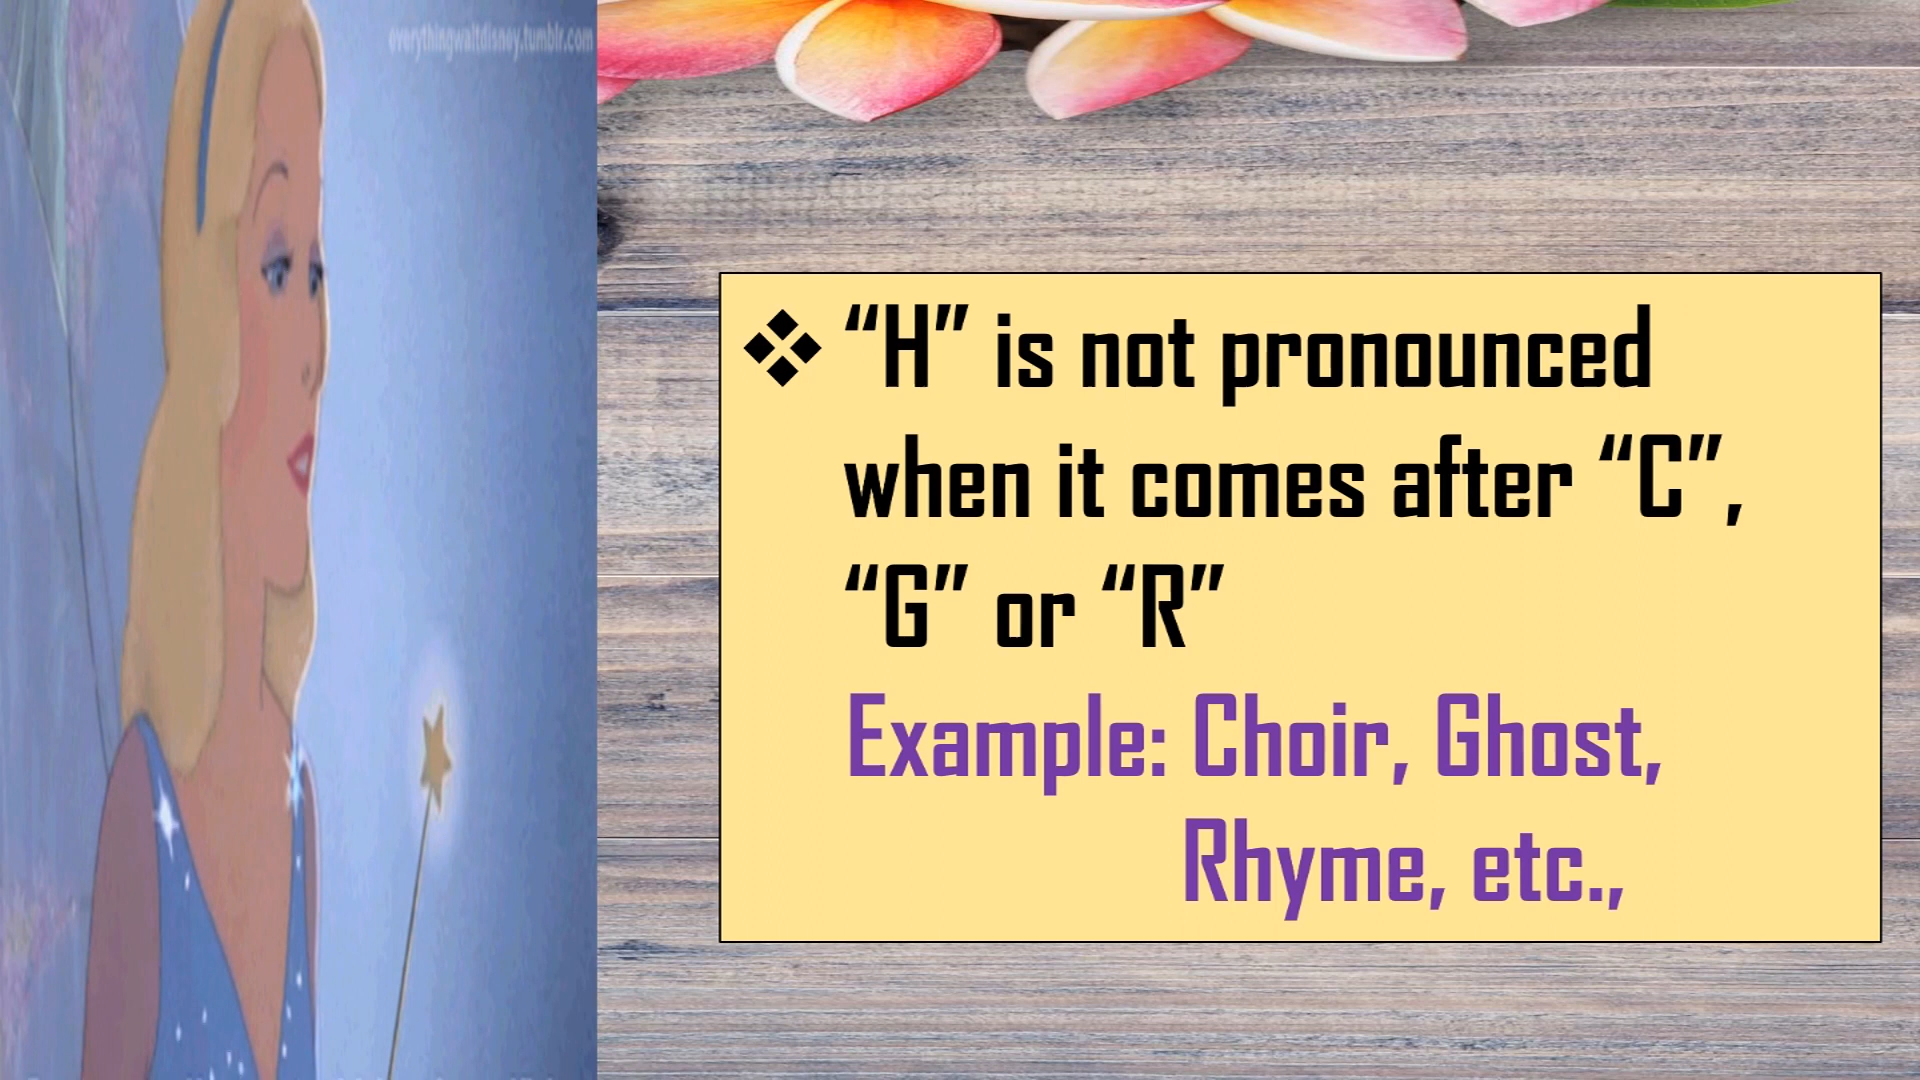 everythingwaltdisney.tumblr.com
❖ “H” is not pronounced
when it comes after “C”,
“G” or “R”
Example: Choir, Ghost,
Rhyme, etc.,